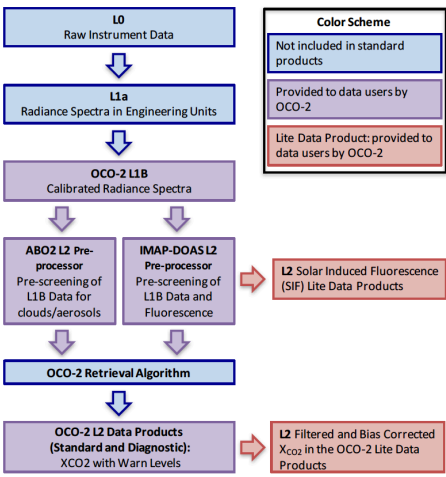 L0
Raw Instrument Data
L1a
Radiance Spectra in Engineering Units
OCO-2 L1B
Calibrated Radiance Spectra
ABO2 L2 Pre-
processor
Pre-screening of
L1B Data for
clouds/aerosols
IMAP-DOAS L2
Pre-processor
Pre-screening of
L1B Data and
Fluorescence
L2 Solar Induced Fluorescence
(SIF) Lite Data Products
OCO-2 Retrieval Algorithm
OCO-2 L2 Data Products
(Standard and Diagnostic):
XCO2 with Warn Levels
L2 Filtered and Bias Corrected
XCO2 in the OCO-2 Lite Data
Products
Color Scheme
Not included in standard
products
Provided to data users by
OCO-2
Lite Data Product: provided to
data users by OCO-2